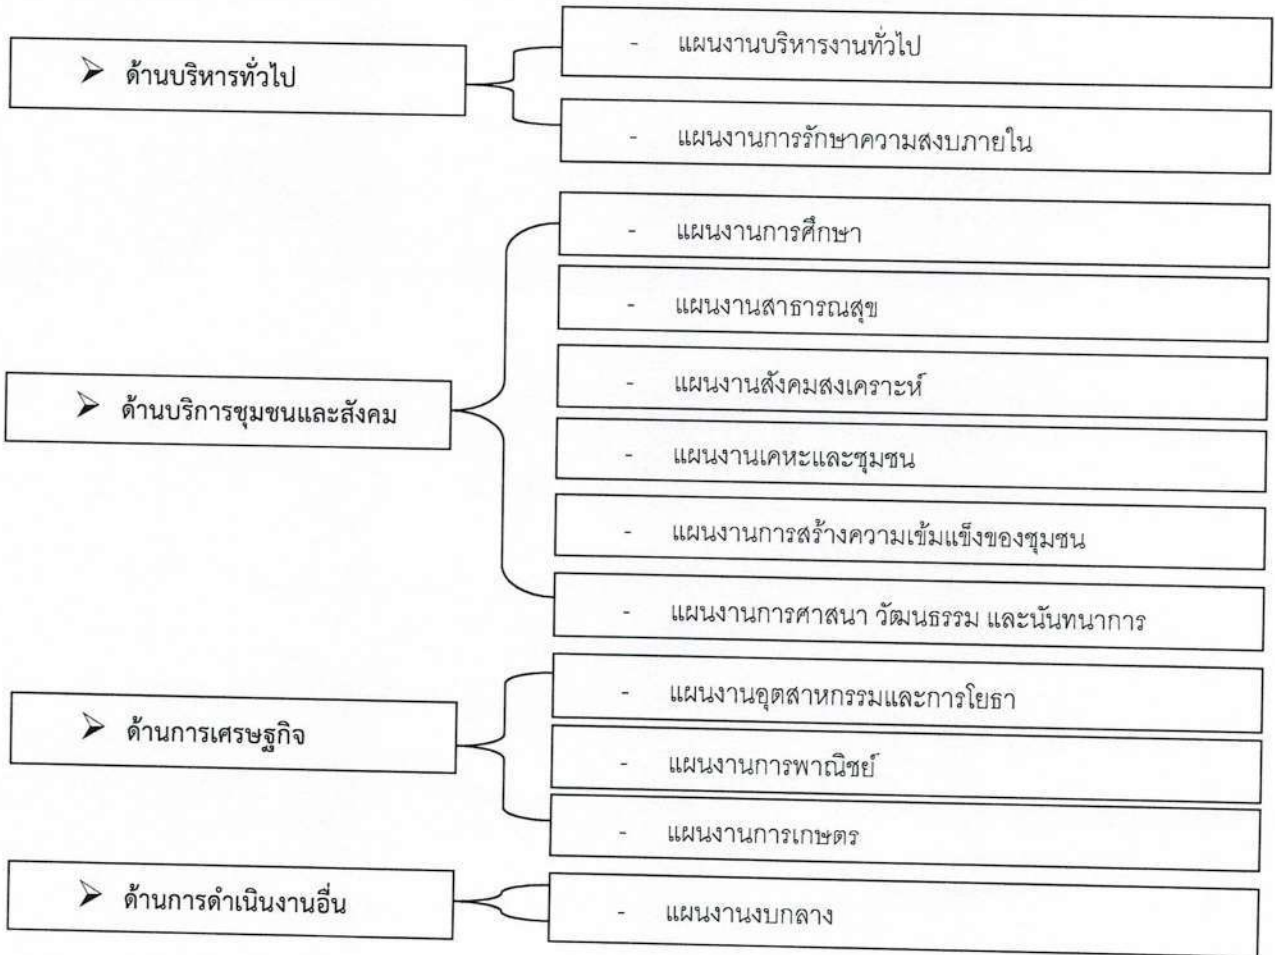 ➢ ด้านบริหารทั่วไป
- แผนงานบริหารงานทั่วไป
- แผนงานการรักษาความสงบภายใน
➢ ด้านบริการชุมชนและสังคม
- แผนงานการศึกษา
- แผนงานสาธารณสุข
- แผนงานสังคมสงเคราะห์
- แผนงานเคหะและชุมชน
- แผนงานการสร้างความเข้มแข็งของชุมชน
- แผนงานการศาสนา วัฒนธรรม และนันทนาการ
➢ ด้านการเศรษฐกิจ
- แผนงานอุตสาหกรรมและการโยธา
- แผนงานการพาณิชย์
- แผนงานการเกษตร
➢ ด้านการดำเนินงานอื่น
- แผนงานงบกลาง